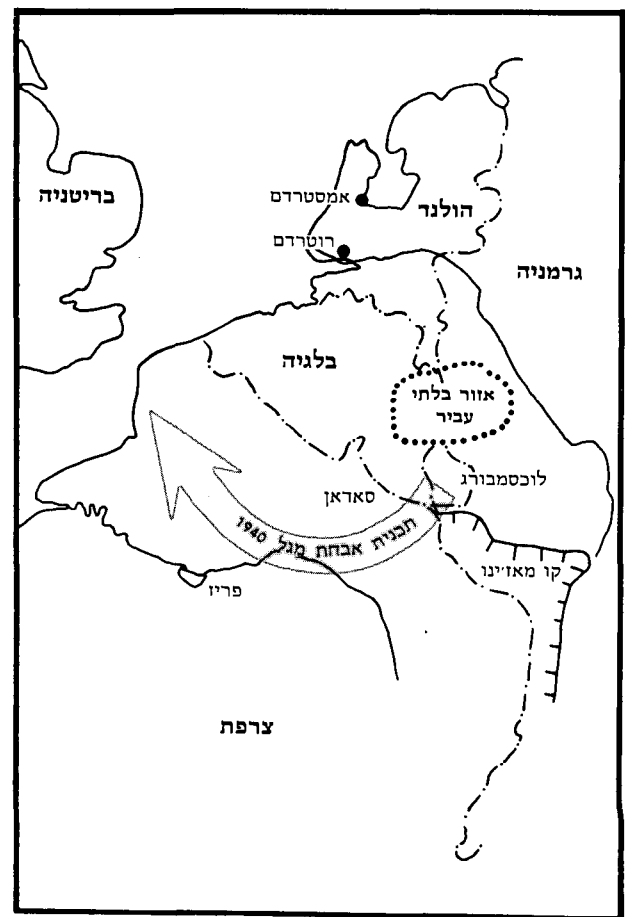 בריטניה
אמסטרדם
הולנד
רוטרדם
גרמניה
בלגיה
אזור בלתי
עביר
לוכסמבורג
סאדאן
תכנית אבחת מגל 1940
קו מאז'ינו
פריז
צרפת